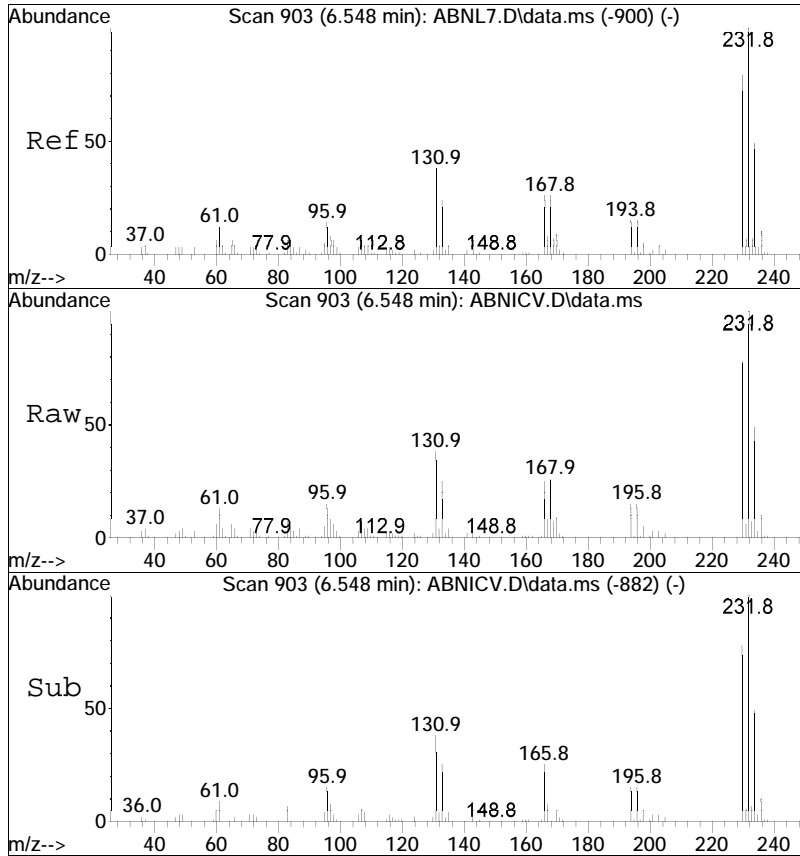 Abundance Scan 903 (6.548 min): ABNL7.D\data.ms (-900) (-)
231.8
Ref 50
130.9
167.8
193.8
61.0 95.9
37.0 77.9 112.8 148.8
0
m/z--> 40 60 80 100 120 140 160 180 200 220 240
Abundance Scan 903 (6.548 min): ABNICV.D\data.ms
231.8
Raw 50
130.9
167.9
195.8
61.0 95.9
37.0 77.9 112.9 148.8
0
m/z--> 40 60 80 100 120 140 160 180 200 220 240
Abundance Scan 903 (6.548 min): ABNICV.D\data.ms (-882) (-)
231.8
Sub 50
130.9
165.8
195.8
61.0 95.9
36.0 148.8
0
m/z--> 40 60 80 100 120 140 160 180 200 220 240